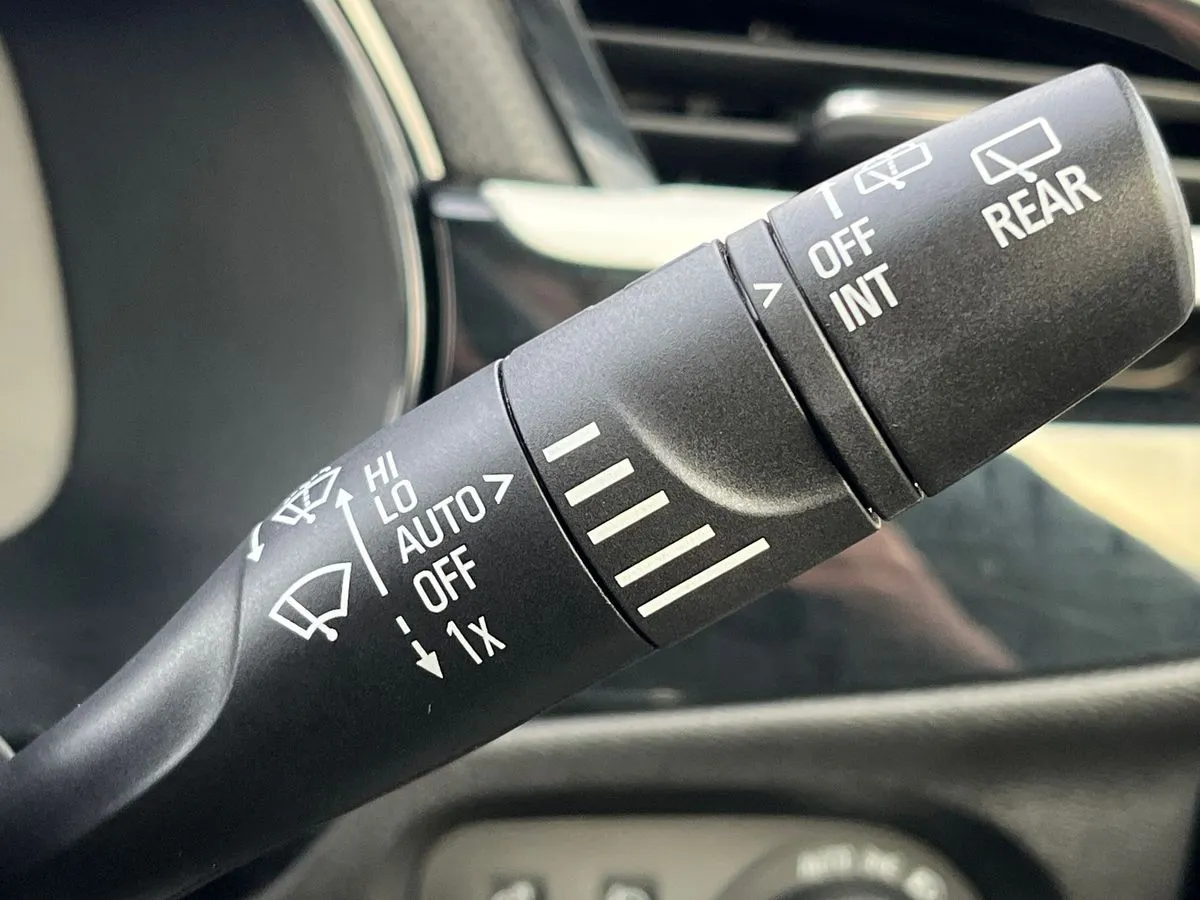 HI
LO
AUTO >
OFF
1x
>
OFF
INT
REAR